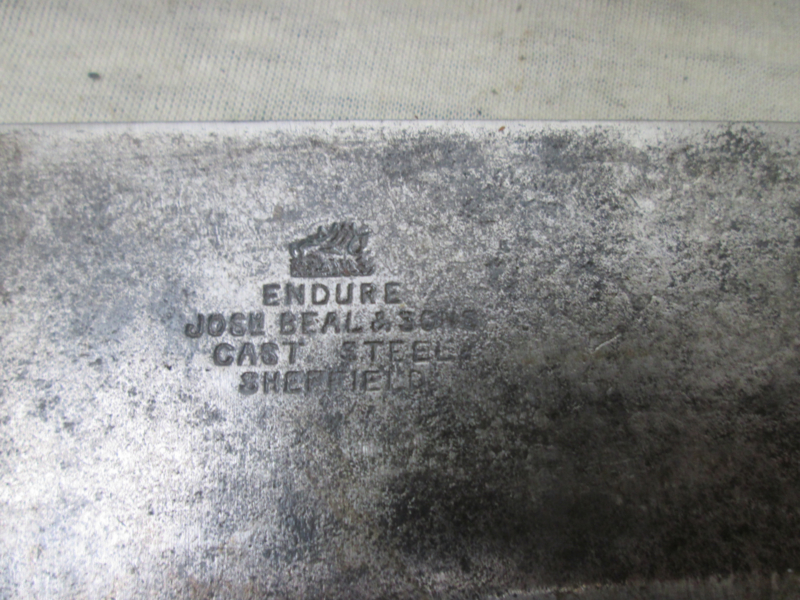 ENDURE
JOSH BEAL & SONS
CAST STEEL
SHEFFIELD